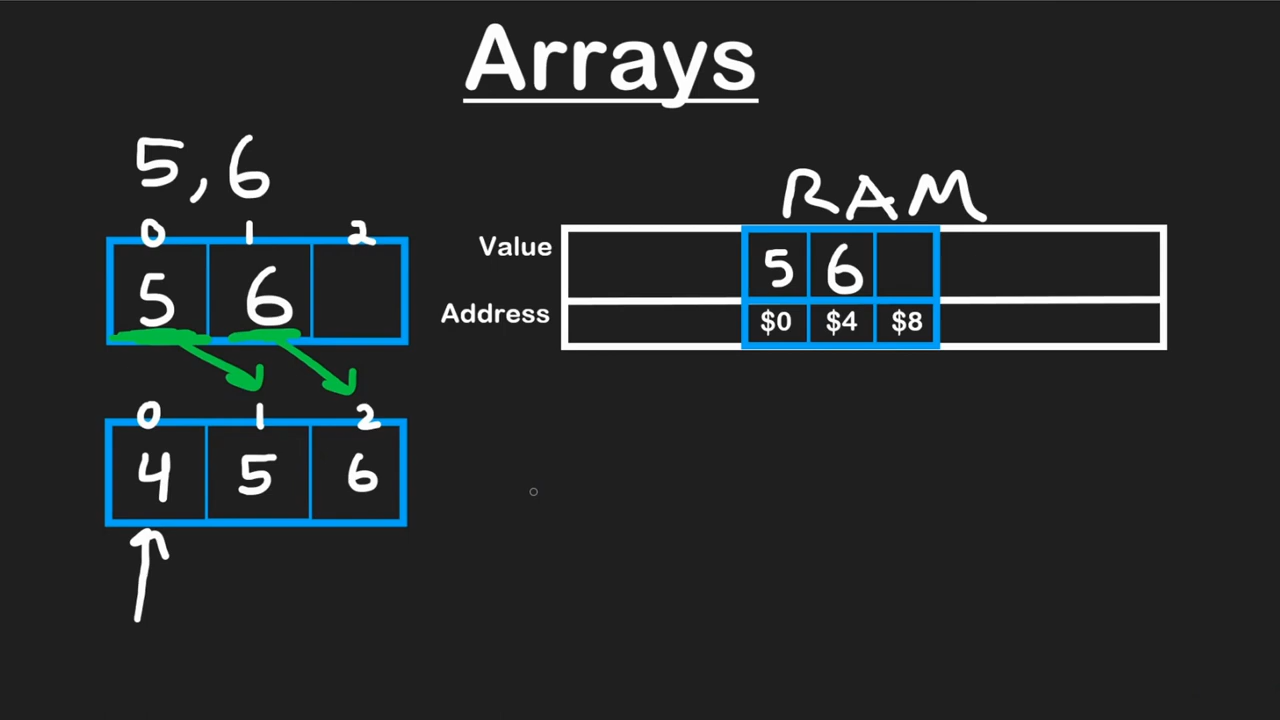 Arrays
5, 6
0 1 2
5 6
0 1 2
4 5 6
RAM
Value 5 6
Address $0 $4 $8